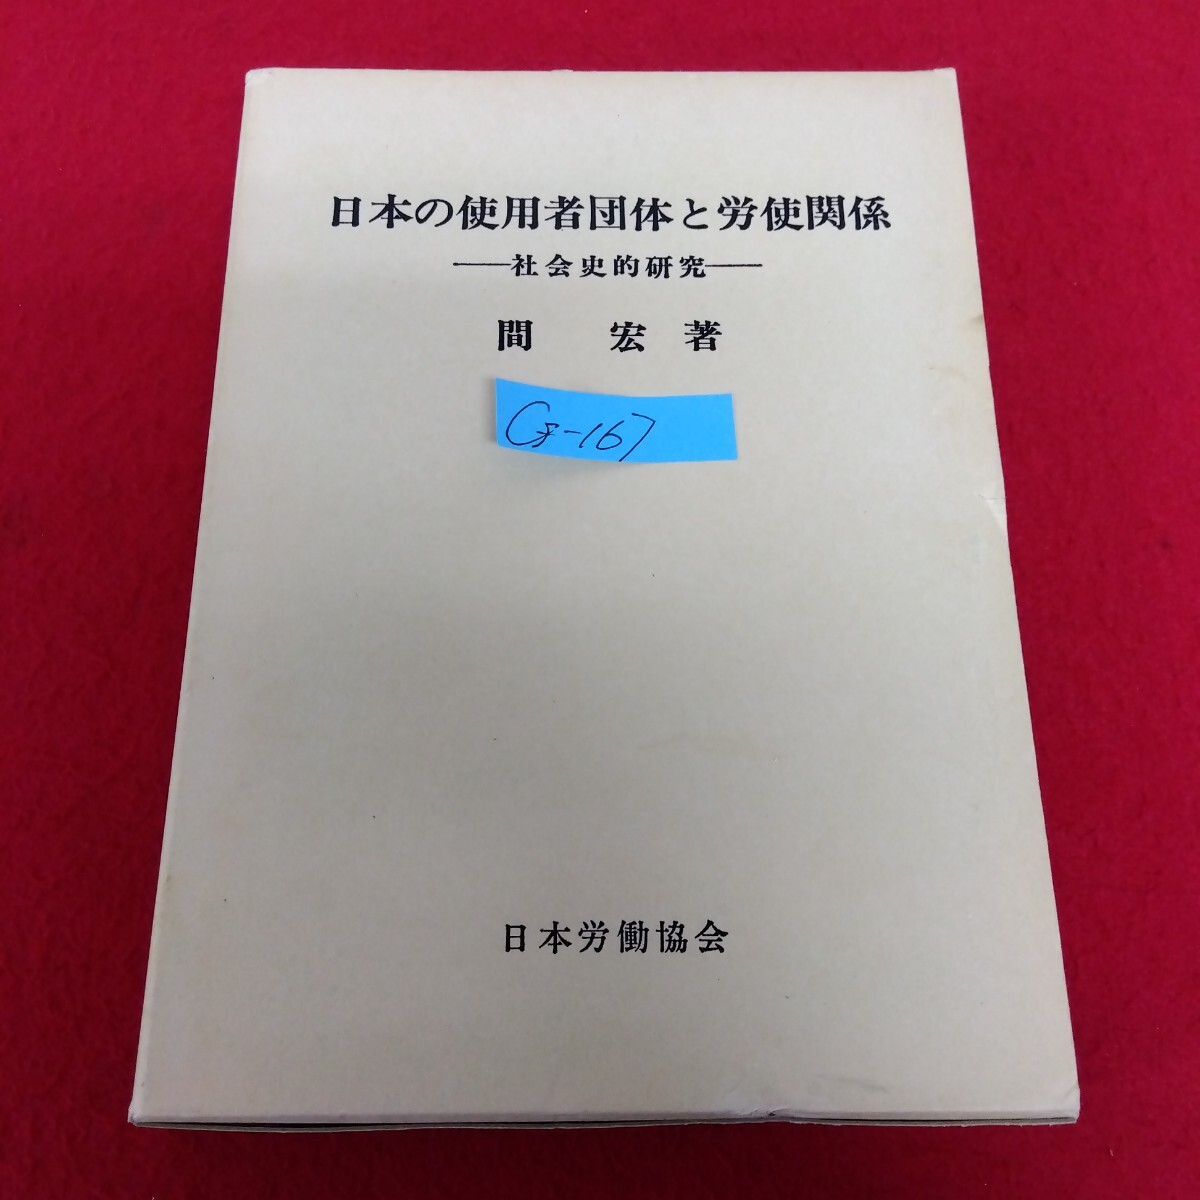 日本の使用者団体と労使関係
――社会史的研究――
間 宏 著
日本労働協会